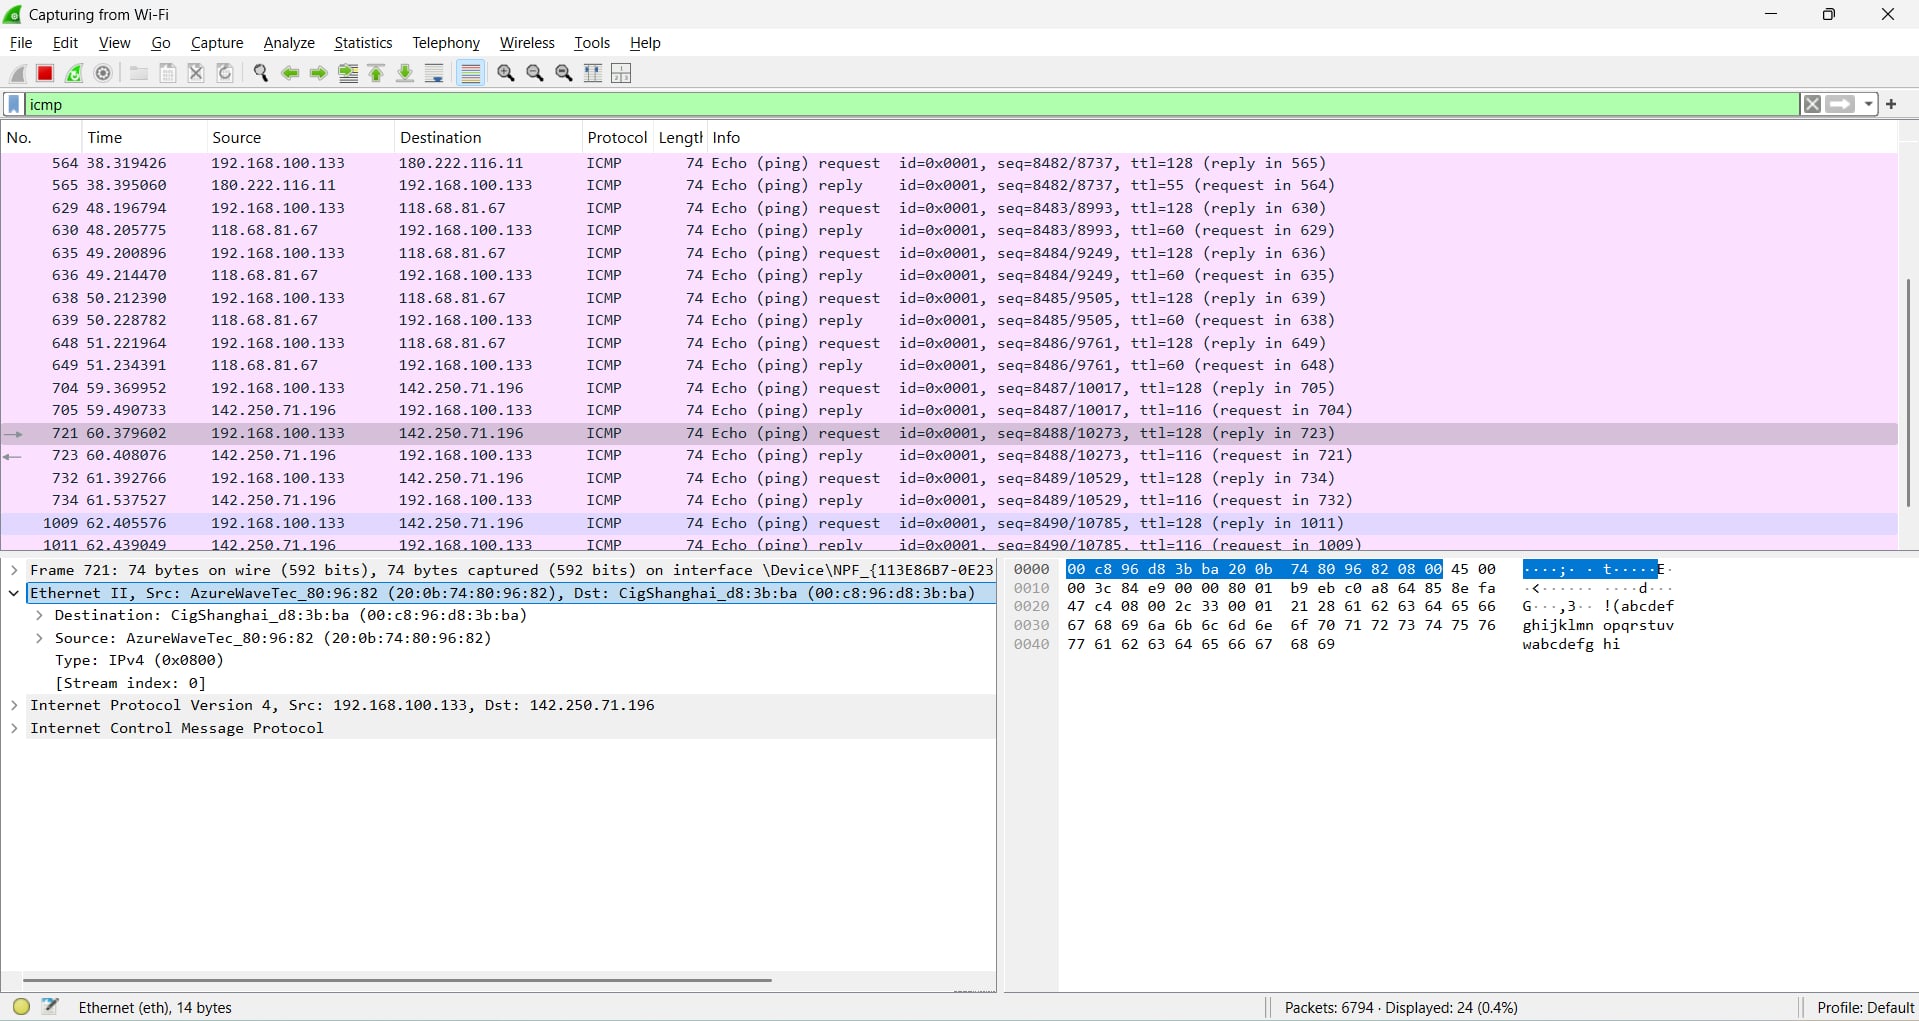 Capturing from Wi-Fi
File Edit View Go Capture Analyze Statistics Telephony Wireless Tools Help
icmp
No. Time Source Destination Protocol Length Info
564 38.319426 192.168.100.133 180.222.116.11 ICMP 74 Echo (ping) request id=0x0001, seq=8482/8737, ttl=128 (reply in 565)
565 38.395060 180.222.116.11 192.168.100.133 ICMP 74 Echo (ping) reply id=0x0001, seq=8482/8737, ttl=55 (request in 564)
629 48.196794 192.168.100.133 118.68.81.67 ICMP 74 Echo (ping) request id=0x0001, seq=8483/8993, ttl=128 (reply in 630)
630 48.205775 118.68.81.67 192.168.100.133 ICMP 74 Echo (ping) reply id=0x0001, seq=8483/8993, ttl=60 (request in 629)
635 49.200896 192.168.100.133 118.68.81.67 ICMP 74 Echo (ping) request id=0x0001, seq=8484/9249, ttl=128 (reply in 636)
636 49.214470 118.68.81.67 192.168.100.133 ICMP 74 Echo (ping) reply id=0x0001, seq=8484/9249, ttl=60 (request in 635)
638 50.212390 192.168.100.133 118.68.81.67 ICMP 74 Echo (ping) request id=0x0001, seq=8485/9505, ttl=128 (reply in 639)
639 50.228782 118.68.81.67 192.168.100.133 ICMP 74 Echo (ping) reply id=0x0001, seq=8485/9505, ttl=60 (request in 638)
648 51.221964 192.168.100.133 118.68.81.67 ICMP 74 Echo (ping) request id=0x0001, seq=8486/9761, ttl=128 (reply in 649)
649 51.234391 118.68.81.67 192.168.100.133 ICMP 74 Echo (ping) reply id=0x0001, seq=8486/9761, ttl=60 (request in 648)
704 59.369952 192.168.100.133 142.250.71.196 ICMP 74 Echo (ping) request id=0x0001, seq=8487/10017, ttl=128 (reply in 705)
705 59.490733 142.250.71.196 192.168.100.133 ICMP 74 Echo (ping) reply id=0x0001, seq=8487/10017, ttl=116 (request in 704)
721 60.379602 192.168.100.133 142.250.71.196 ICMP 74 Echo (ping) request id=0x0001, seq=8488/10273, ttl=128 (reply in 723)
723 60.408076 142.250.71.196 192.168.100.133 ICMP 74 Echo (ping) reply id=0x0001, seq=8488/10273, ttl=116 (request in 721)
732 61.392766 192.168.100.133 142.250.71.196 ICMP 74 Echo (ping) request id=0x0001, seq=8489/10529, ttl=128 (reply in 734)
734 61.537527 142.250.71.196 192.168.100.133 ICMP 74 Echo (ping) reply id=0x0001, seq=8489/10529, ttl=116 (request in 732)
1009 62.405576 192.168.100.133 142.250.71.196 ICMP 74 Echo (ping) request id=0x0001, seq=8490/10785, ttl=128 (reply in 1011)
1011 62.439049 142.250.71.196 192.168.100.133 ICMP 74 Echo (ping) reply id=0x0001, seq=8490/10785, ttl=116 (request in 1009)
Frame 721: 74 bytes on wire (592 bits), 74 bytes captured (592 bits) on interface \Device\NPF_{113E86B7-0E23
Ethernet II, Src: AzureWaveTec_80:96:82 (20:0b:74:80:96:82), Dst: CigShanghai_d8:3b:ba (00:c8:96:d8:3b:ba)
Destination: CigShanghai_d8:3b:ba (00:c8:96:d8:3b:ba)
Source: AzureWaveTec_80:96:82 (20:0b:74:80:96:82)
Type: IPv4 (0x0800)
[Stream index: 0]
Internet Protocol Version 4, Src: 192.168.100.133, Dst: 142.250.71.196
Internet Control Message Protocol
0000 00 c8 96 d8 3b ba 20 0b 74 80 96 82 08 00 45 00 ····;· · t·····E·
0010 00 3c 84 e9 00 00 80 01 b9 eb c0 a8 64 85 8e fa ·<······ ····d···
0020 47 c4 08 00 2c 33 00 01 21 28 61 62 63 64 65 66 G···,3·· !(abcdef
0030 67 68 69 6a 6b 6c 6d 6e 6f 70 71 72 73 74 75 76 ghijklmn opqrstuv
0040 77 61 62 63 64 65 66 67 68 69 wabcdefg hi
Ethernet (eth), 14 bytes Packets: 6794 · Displayed: 24 (0.4%) Profile: Default